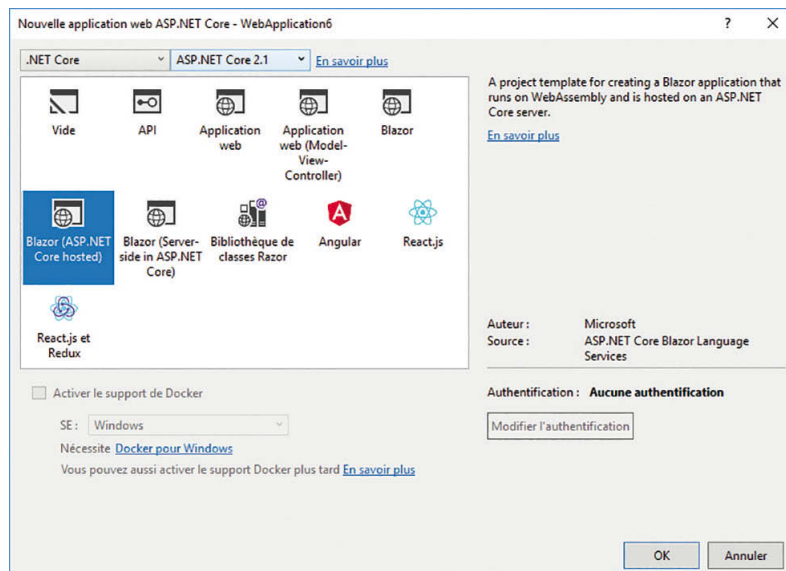 Nouvelle application web ASP.NET Core - WebApplication6
? ×
.NET Core
ASP.NET Core 2.1
En savoir plus
Vide
API
Application
web
Application
web (Model-
View-
Controller)
Blazor
Blazor (ASP.NET
Core hosted)
Blazor (Server-
side in ASP.NET
Core)
Bibliothèque de
classes Razor
Angular
React.js
React.js et
Redux
A project template for creating a Blazor application that
runs on WebAssembly and is hosted on an ASP.NET
Core server.
En savoir plus
Auteur : Microsoft
Source : ASP.NET Core Blazor Language
Services
Activer le support de Docker
SE : Windows
Nécessite Docker pour Windows
Vous pouvez aussi activer le support Docker plus tard En savoir plus
Authentification : Aucune authentification
Modifier l'authentification
OK
Annuler